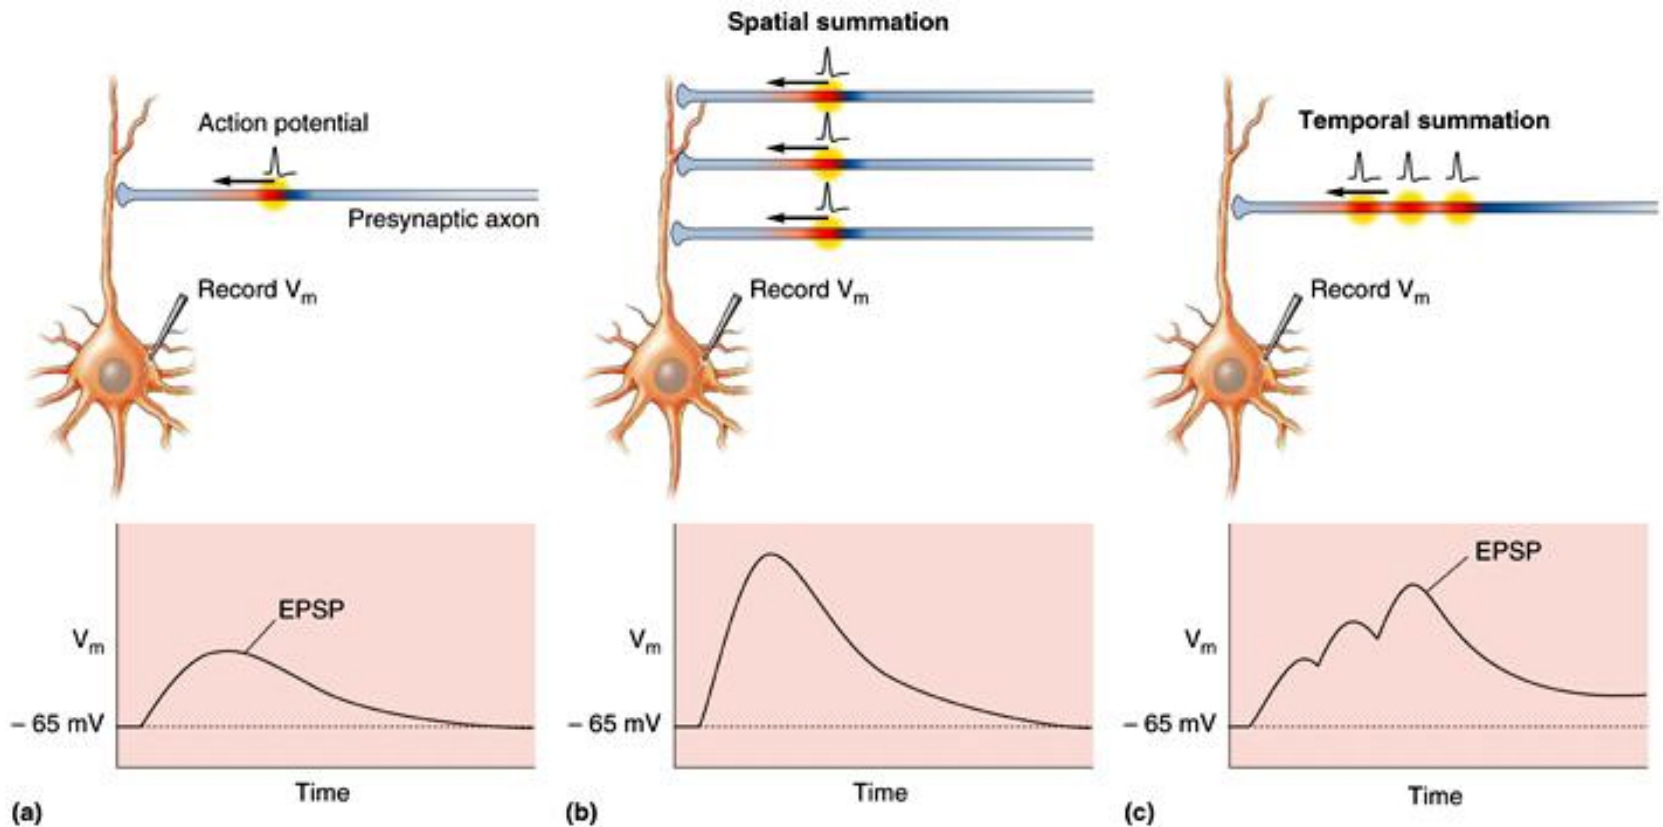 Spatial summation
Action potential
Presynaptic axon
Record Vm
EPSP
Vm
– 65 mV
Time
(a)
Record Vm
Vm
– 65 mV
Time
(b)
Temporal summation
Record Vm
EPSP
Vm
– 65 mV
Time
(c)